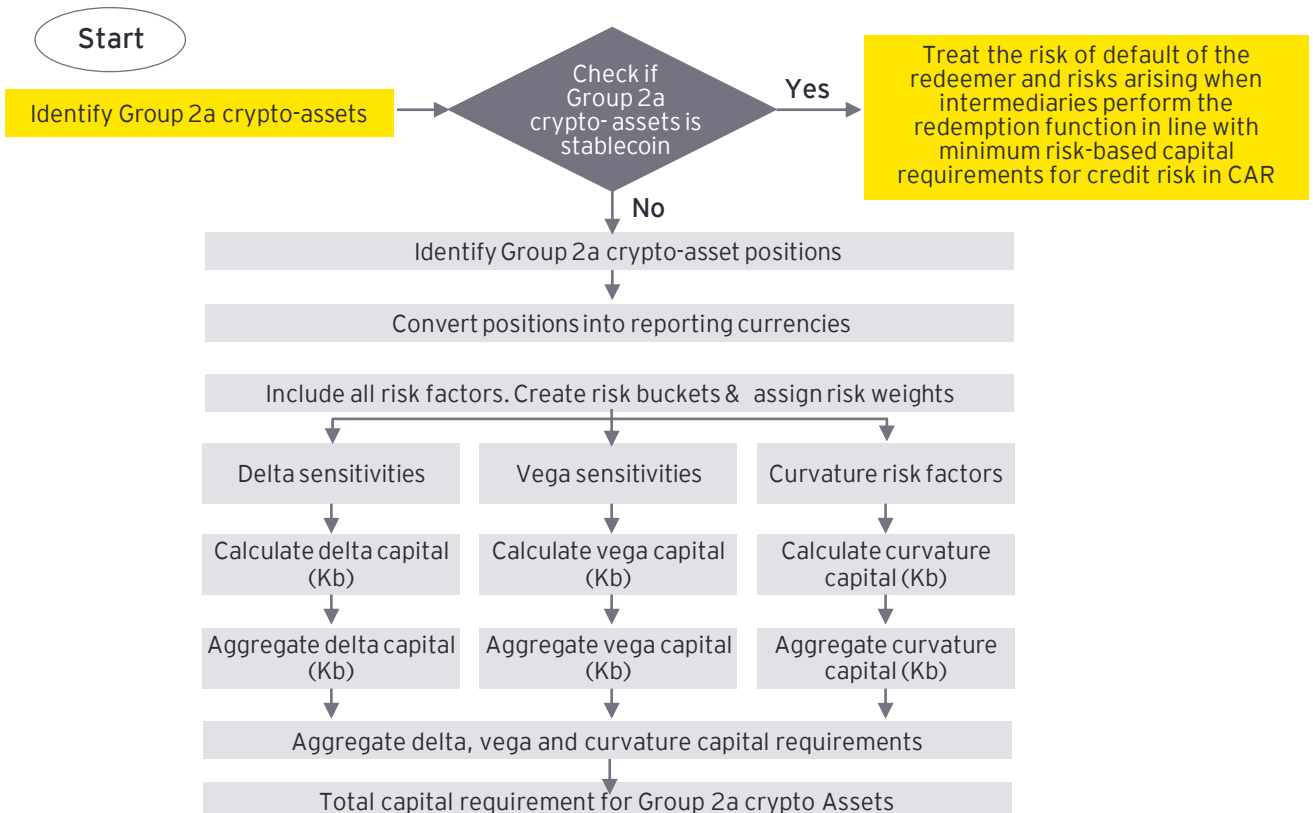 Start
Identify Group 2a crypto-assets
Check if
Group 2a
crypto- assets is
stablecoin
Yes
Treat the risk of default of the
redeemer and risks arising when
intermediaries perform the
redemption function in line with
minimum risk-based capital
requirements for credit risk in CAR
No
Identify Group 2a crypto-asset positions
Convert positions into reporting currencies
Include all risk factors. Create risk buckets & assign risk weights
Delta sensitivities
Vega sensitivities
Curvature risk factors
Calculate delta capital
(Kb)
Calculate vega capital
(Kb)
Calculate curvature
capital (Kb)
Aggregate delta capital
(Kb)
Aggregate vega capital
(Kb)
Aggregate curvature
capital (Kb)
Aggregate delta, vega and curvature capital requirements
Total capital requirement for Group 2a crypto Assets